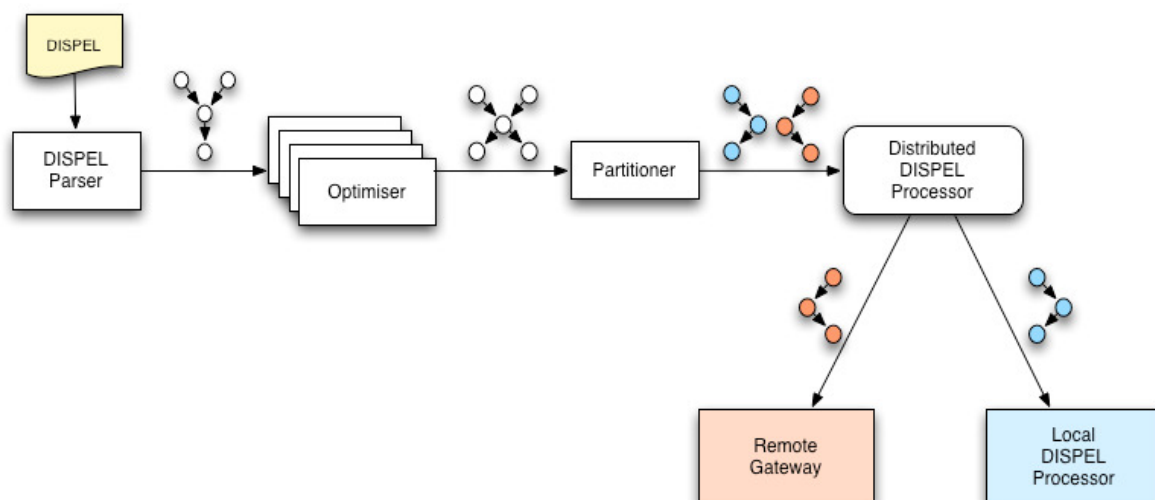 DISPEL
DISPEL
Parser
Optimiser
Partitioner
Distributed
DISPEL
Processor
Remote
Gateway
Local
DISPEL
Processor